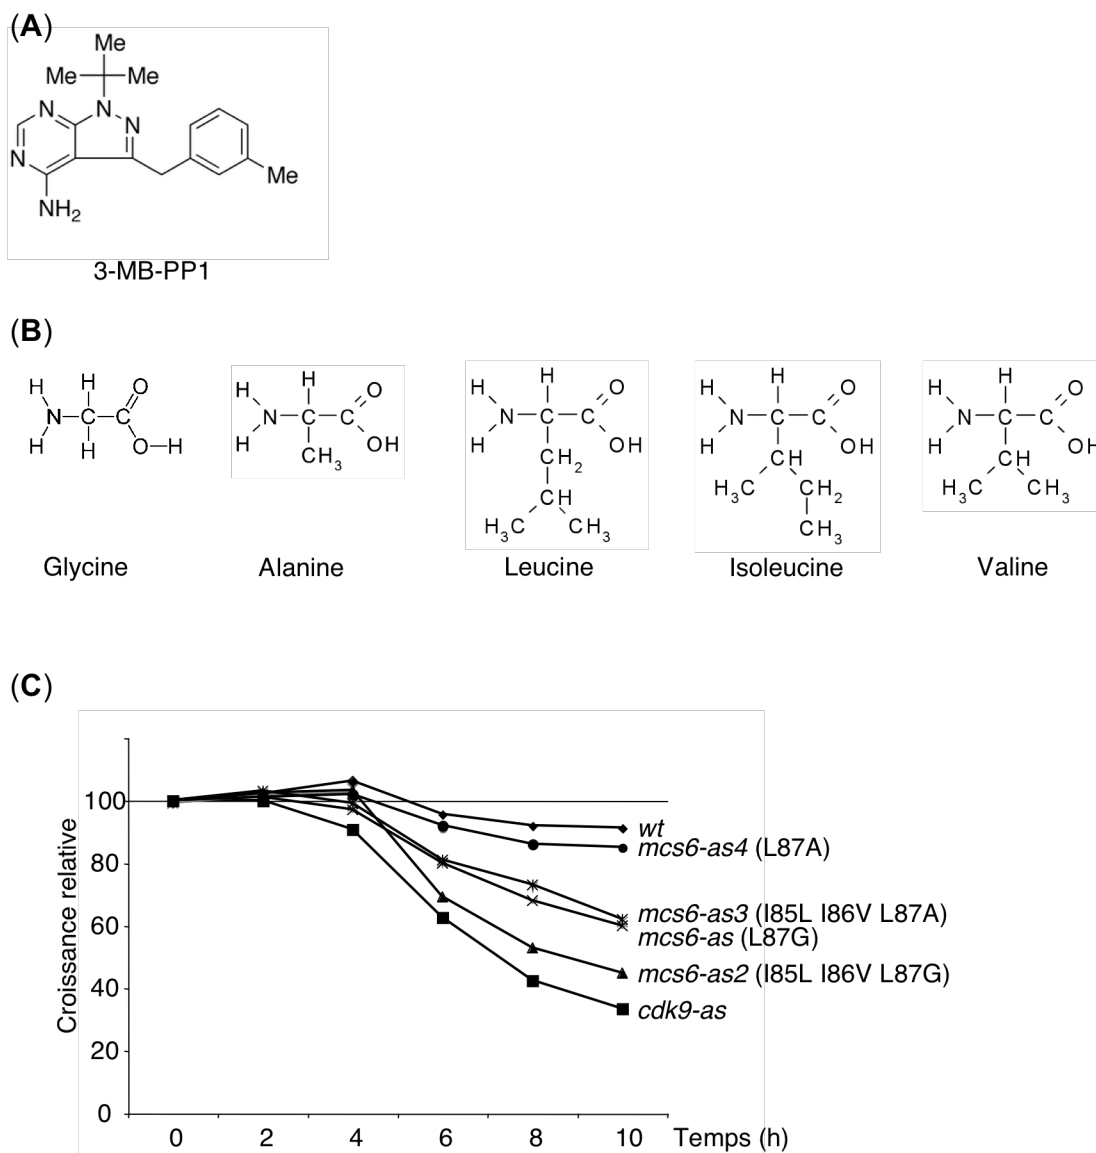 (A)
Me
Me Me
N N
N
N
Me
NH2
3-MB-PP1
(B)
H H O
N C C
H H O H
H H O
N C C
H CH3 OH
H H O
N C C
H C OH
CH2
CH
H3C CH3
H H O
N C C
H OH
CH
H3C CH2
CH3
H H O
N C C
H OH
CH
H3C CH3
Glycine Alanine Leucine Isoleucine Valine
(C)
Croissance relative
100
80
60
40
20
0
wt
mcs6-as4 (L87A)
mcs6-as3 (I85L I86V L87A)
mcs6-as (L87G)
mcs6-as2 (I85L I86V L87G)
cdk9-as
0 2 4 6 8 10 Temps (h)